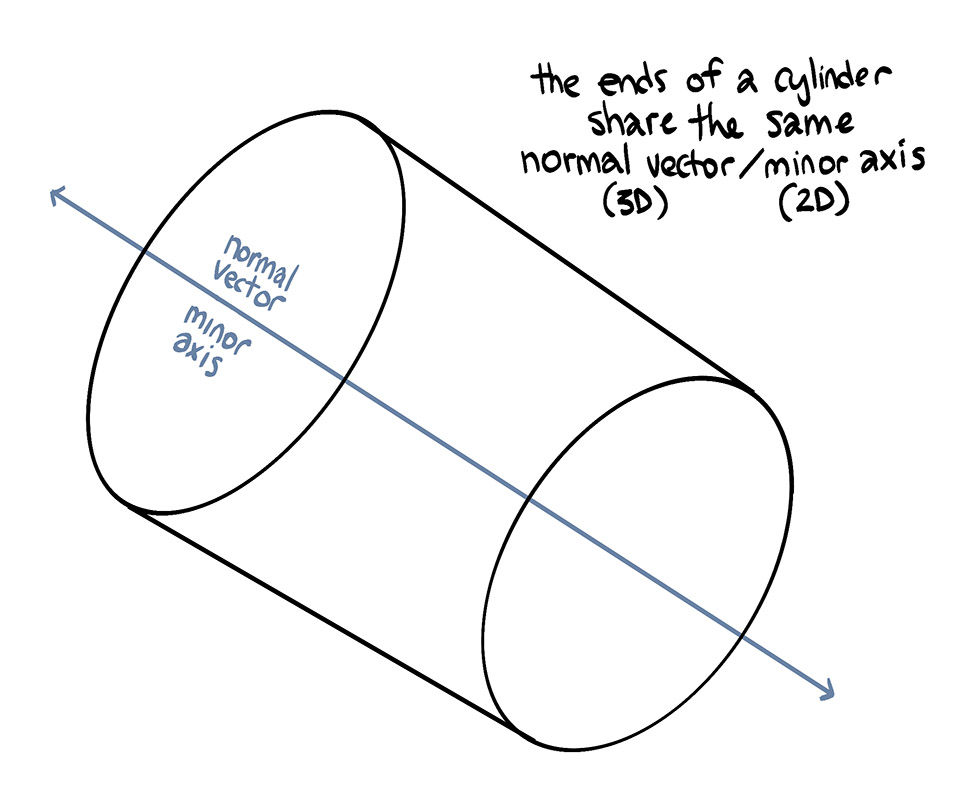 the ends of a cylinder
share the same
normal vector/minor axis
(3D) (2D)
normal
vector
minor
axis